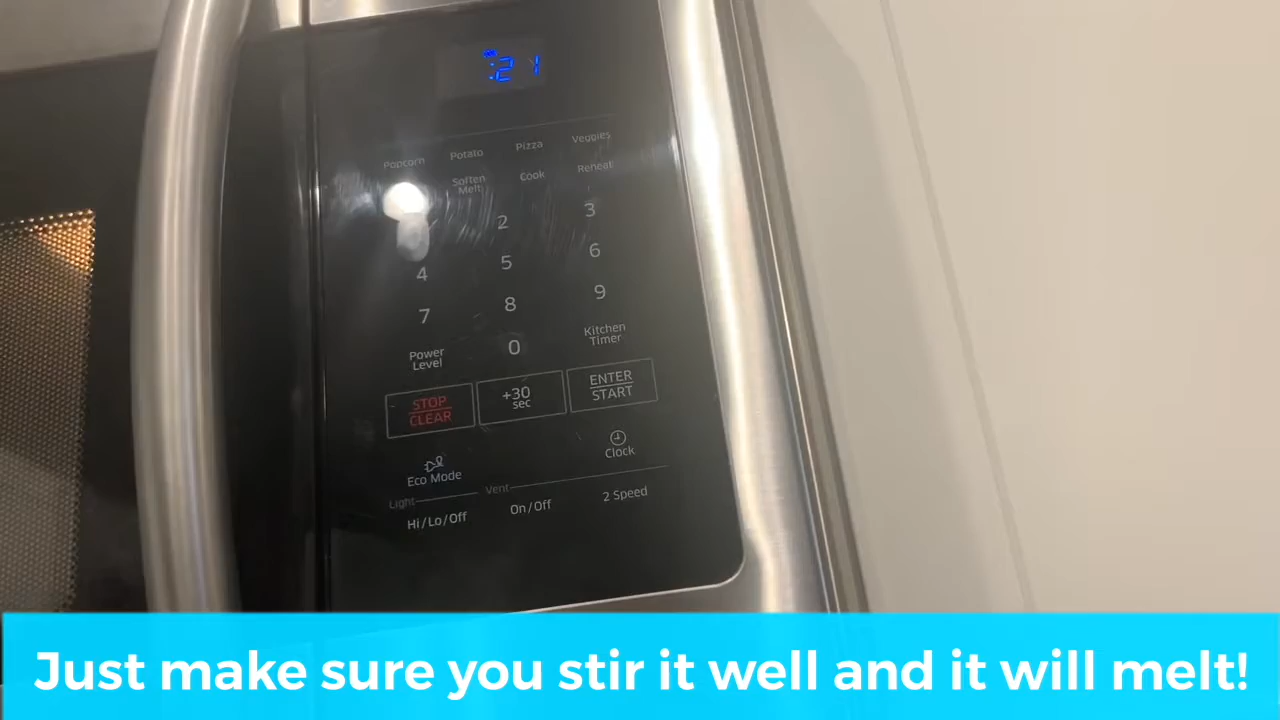 :21
Popcorn Potato Pizza Veggies
Soften
Melt Cook Reheat
2 3
4 5 6
7 8 9
Power
Level 0 Kitchen
Timer
STOP
CLEAR +30
sec ENTER
START
Eco Mode Clock
Light Vent
Hi/Lo/Off On/Off 2 Speed
Just make sure you stir it well and it will melt!